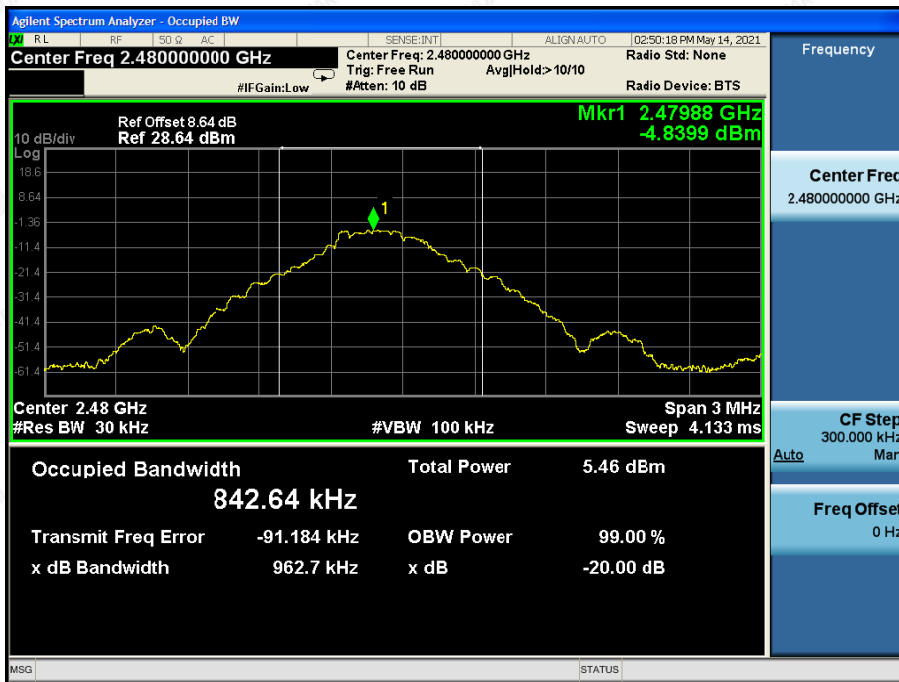 Agilent Spectrum Analyzer - Occupied BW
LXI RL RF 50 Ω AC SENSE:INT ALIGN AUTO 02:50:18 PM May 14, 2021
Center Freq 2.480000000 GHz
Center Freq: 2.480000000 GHz
Radio Std: None
Trig: Free Run Avg|Hold:> 10/10
#IFGain:Low
#Atten: 10 dB
Radio Device: BTS
Ref Offset 8.64 dB
Mkr1 2.47988 GHz
10 dB/div Ref 28.64 dBm
-4.8399 dBm
Log
18.6
8.64
-1.36
-11.4
-21.4
-31.4
-41.4
-51.4
-61.4
1
Center 2.48 GHz
Span 3 MHz
#Res BW 30 kHz
#VBW 100 kHz
Sweep 4.133 ms
Occupied Bandwidth
Total Power 5.46 dBm
842.64 kHz
Transmit Freq Error -91.184 kHz
OBW Power 99.00 %
x dB Bandwidth 962.7 kHz
x dB -20.00 dB
MSG
STATUS
Frequency
Center Freq
2.480000000 GHz
CF Step
300.000 kHz
Auto Man
Freq Offset
0 Hz